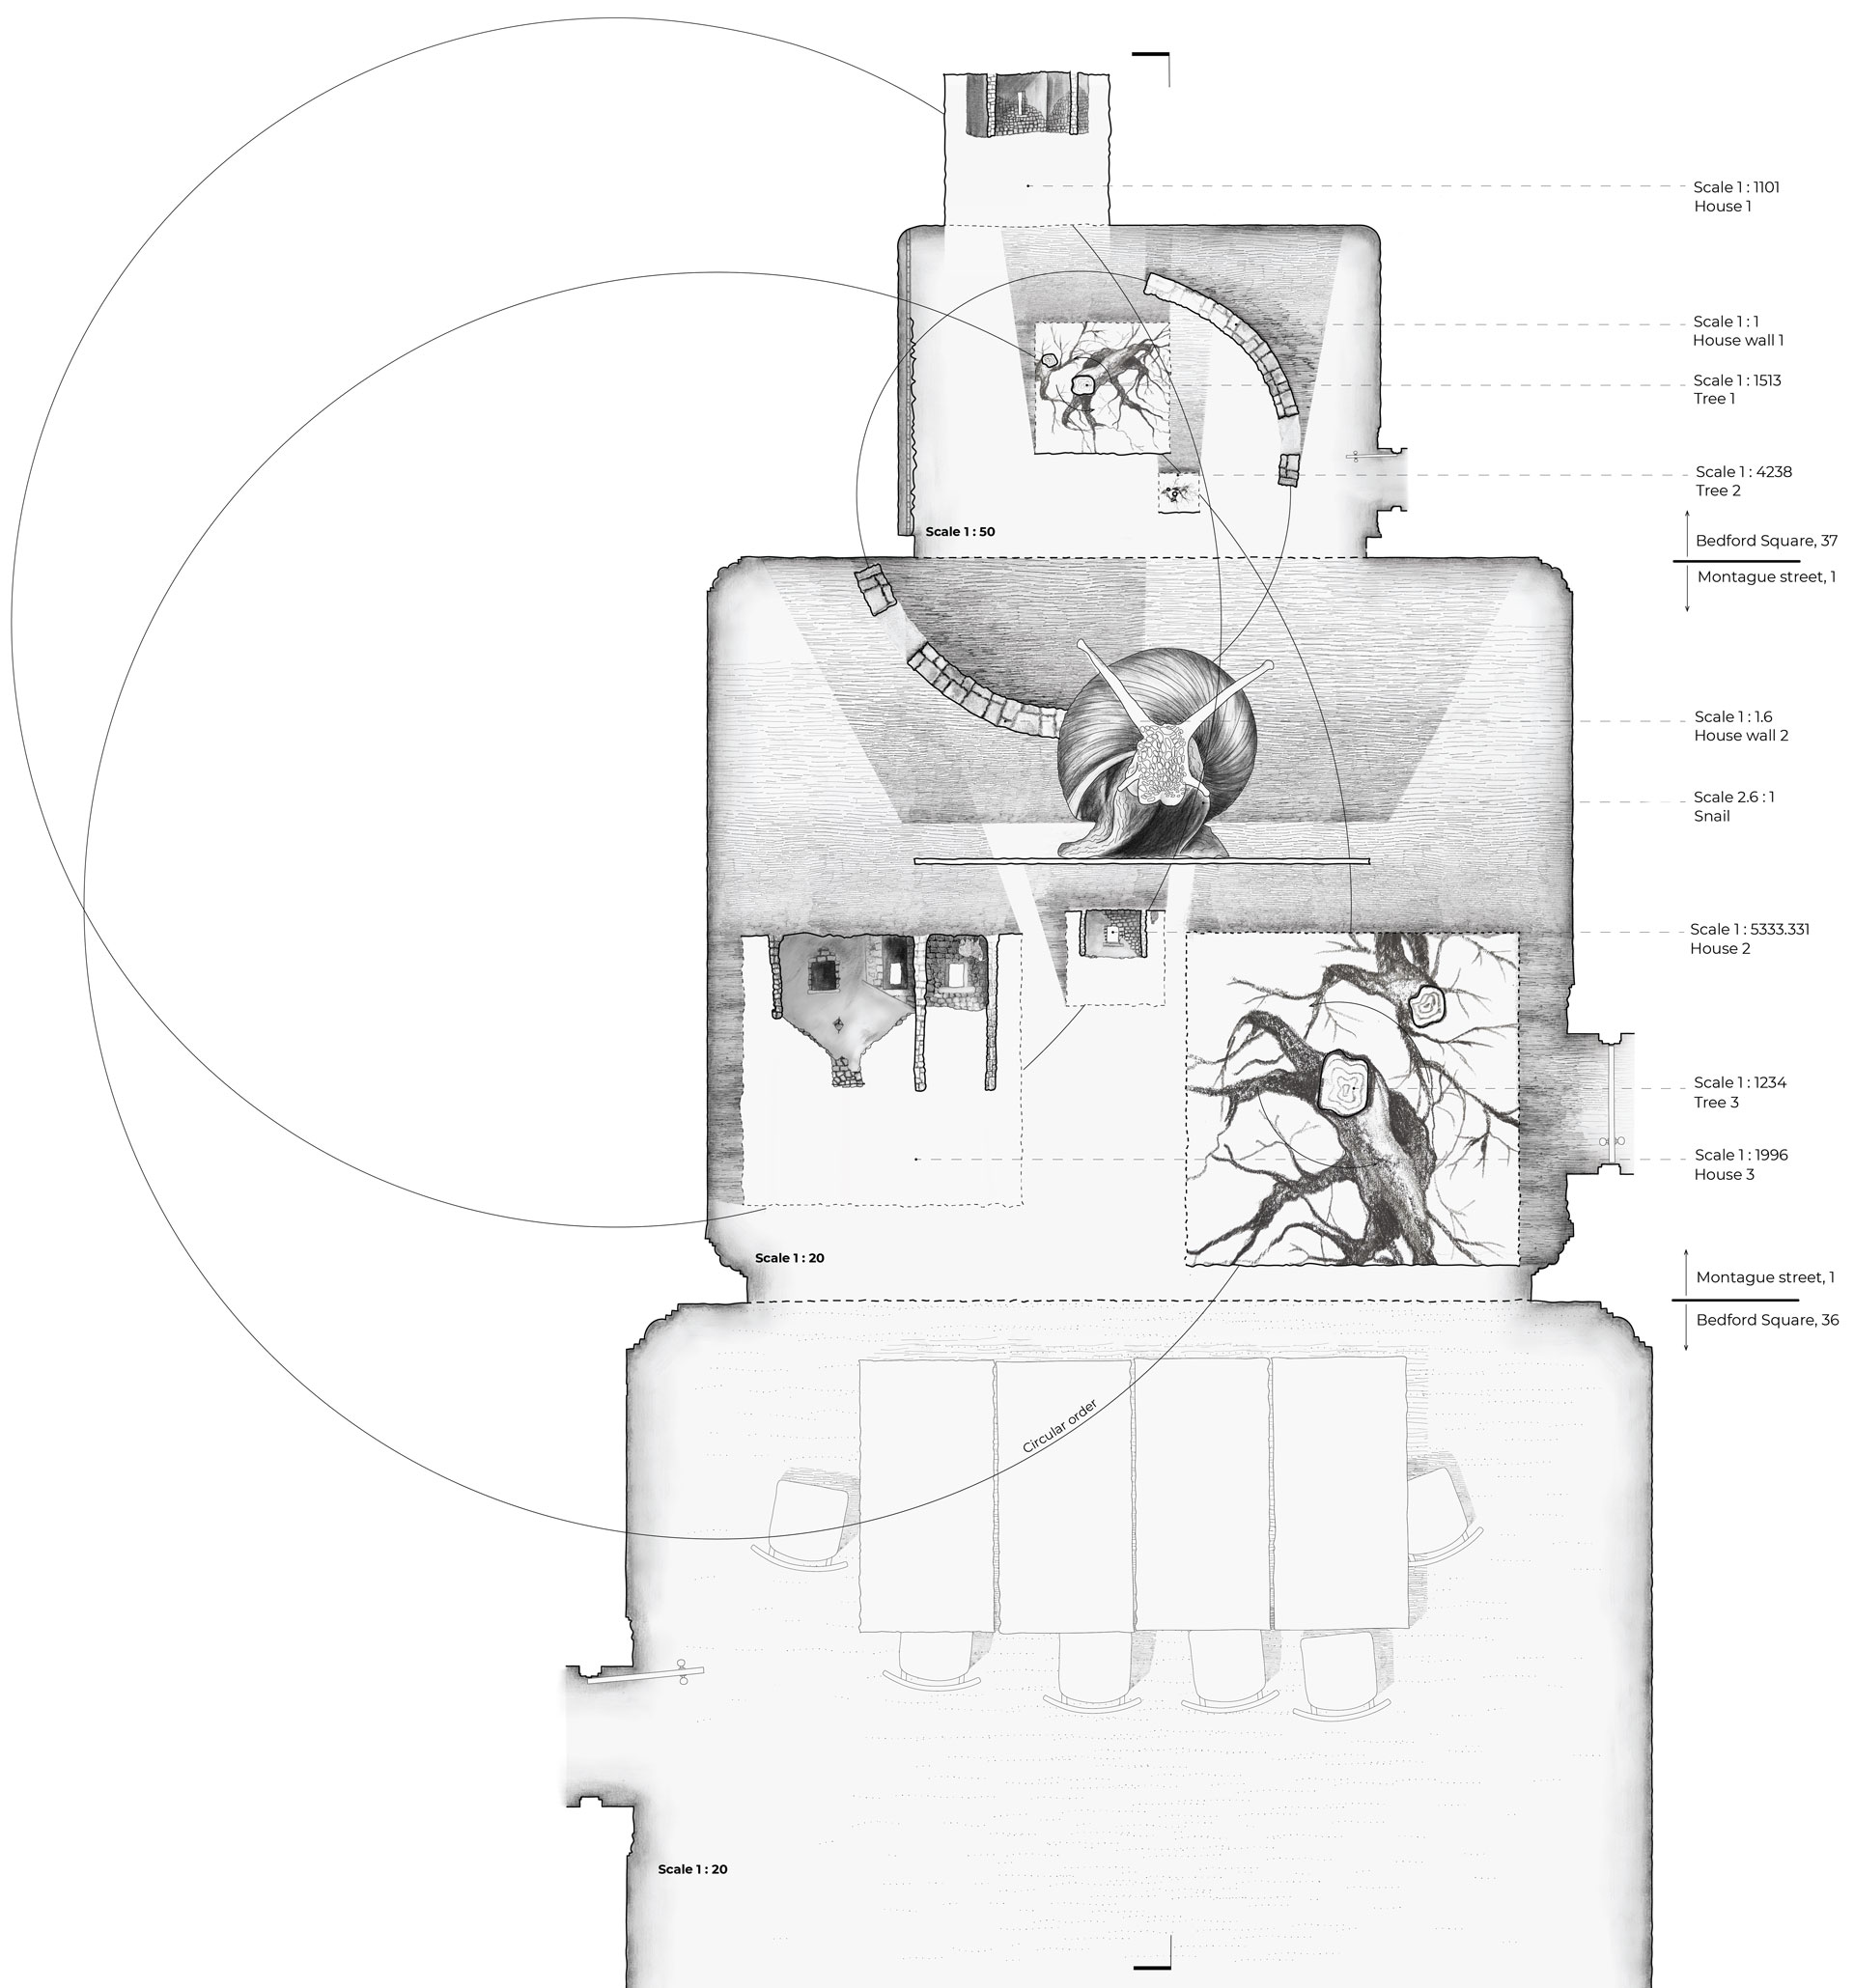 Scale 1 : 1101
House 1
Scale 1 : 1
House wall 1
Scale 1 : 1513
Tree 1
Scale 1 : 4238
Tree 2
Scale 1 : 50
Bedford Square, 37
Montague street, 1
Scale 1 : 1.6
House wall 2
Scale 2.6 : 1
Snail
Scale 1 : 5333.331
House 2
Scale 1 : 1234
Tree 3
Scale 1 : 1996
House 3
Scale 1 : 20
Montague street, 1
Bedford Square, 36
Circular order
Scale 1 : 20